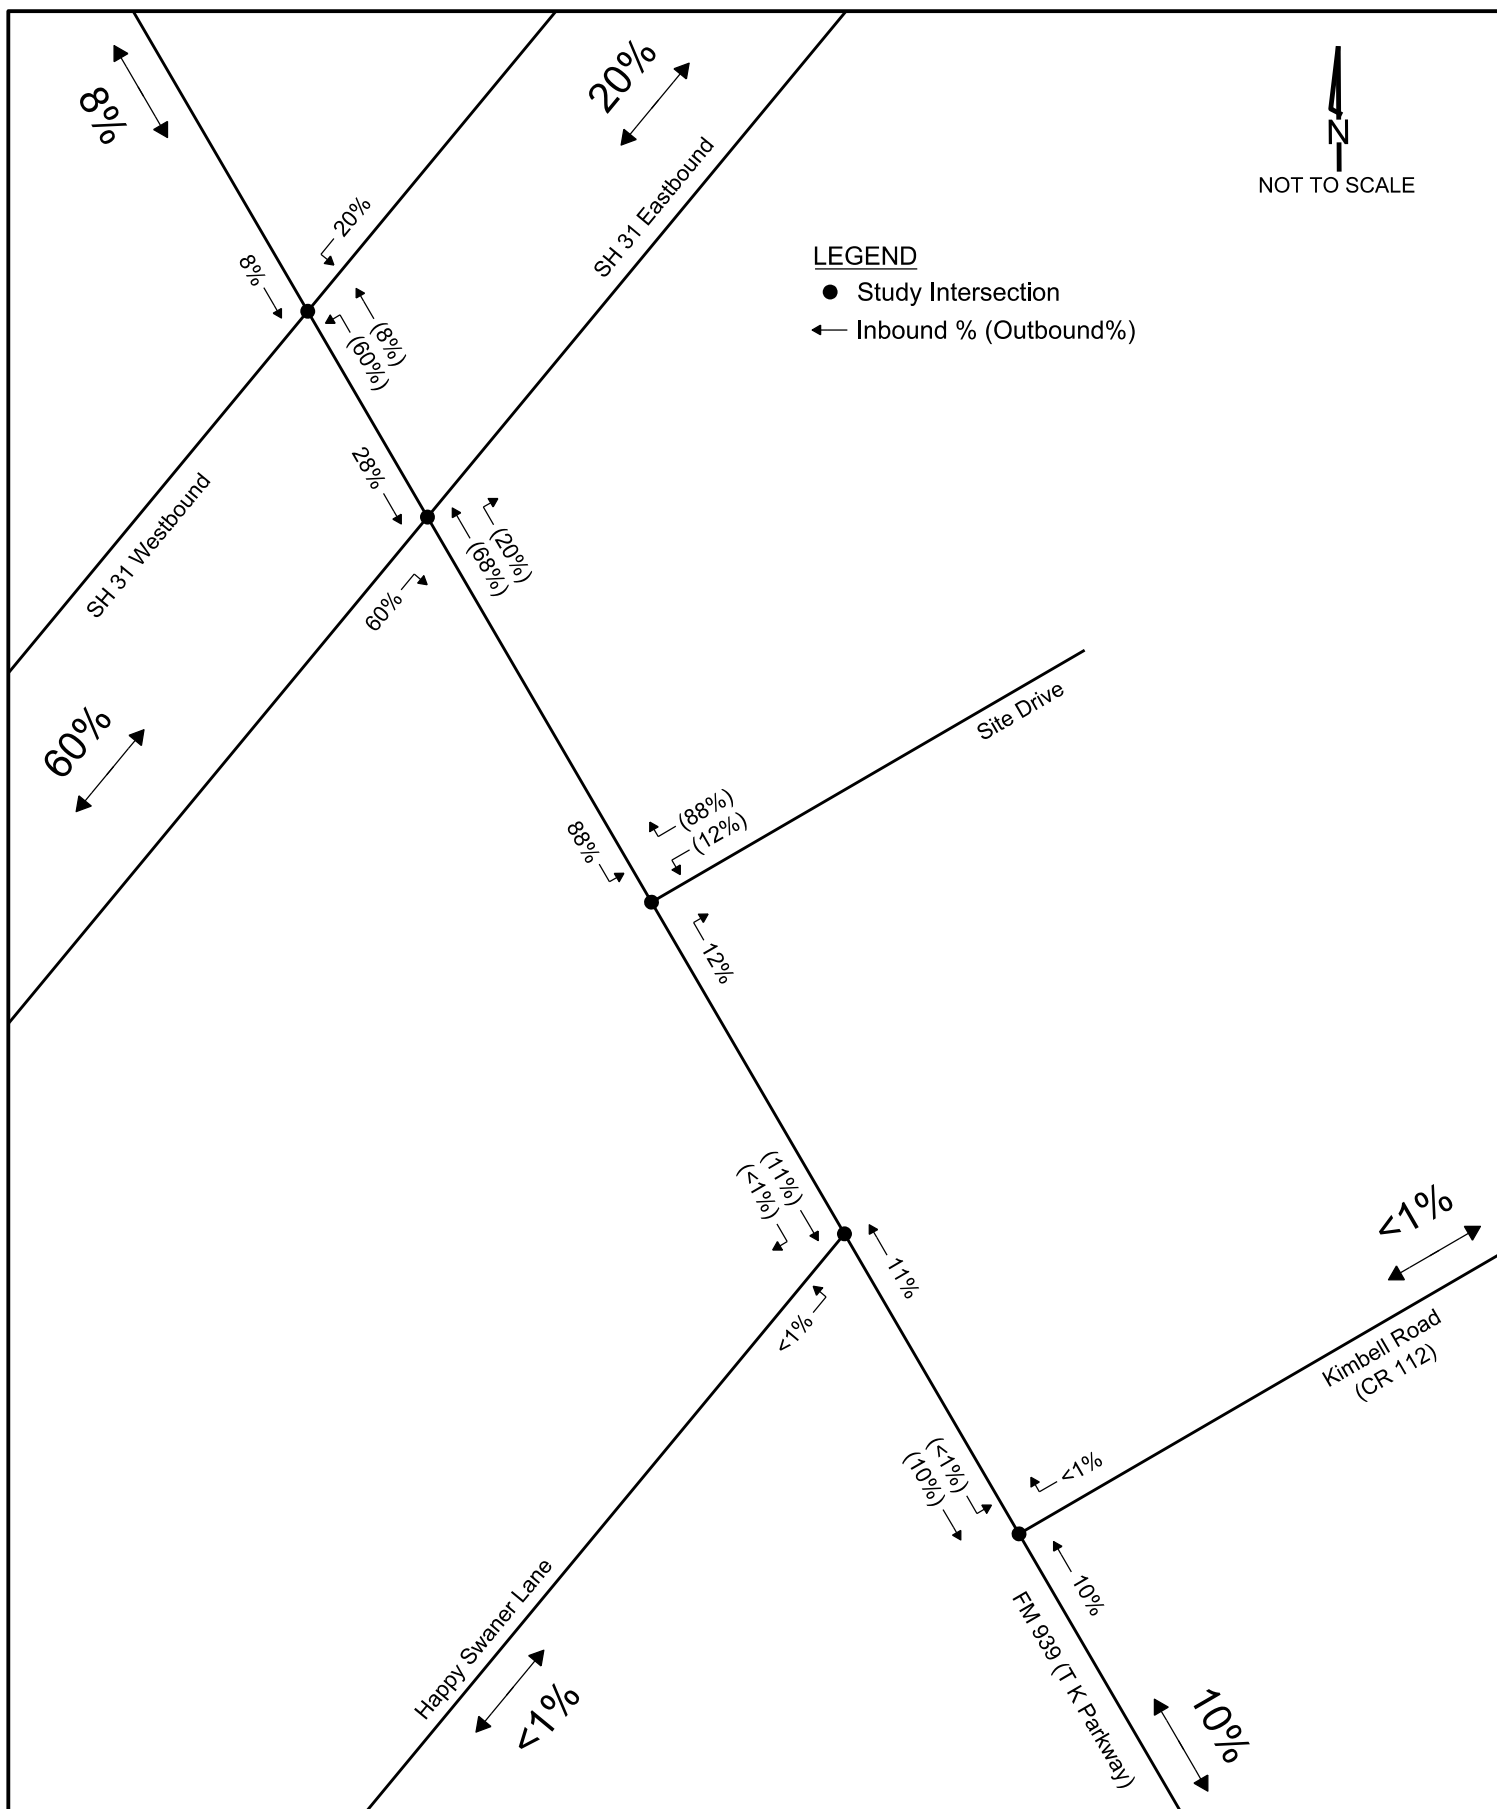 8%
20%
N
NOT TO SCALE
SH 31 Eastbound
LEGEND
Study Intersection
Inbound % (Outbound%)
20%
8%
(8%)
(60%)
28%
SH 31 Westbound
(20%)
(68%)
60%
60%
Site Drive
88%
(88%)
(12%)
12%
(11%)
(<1%)
11%
<1%
<1%
Kimbell Road
(CR 112)
(<1%)
(10%)
<1%
10%
FM 939 (T K Parkway)
Happy Swaner Lane
<1%
10%